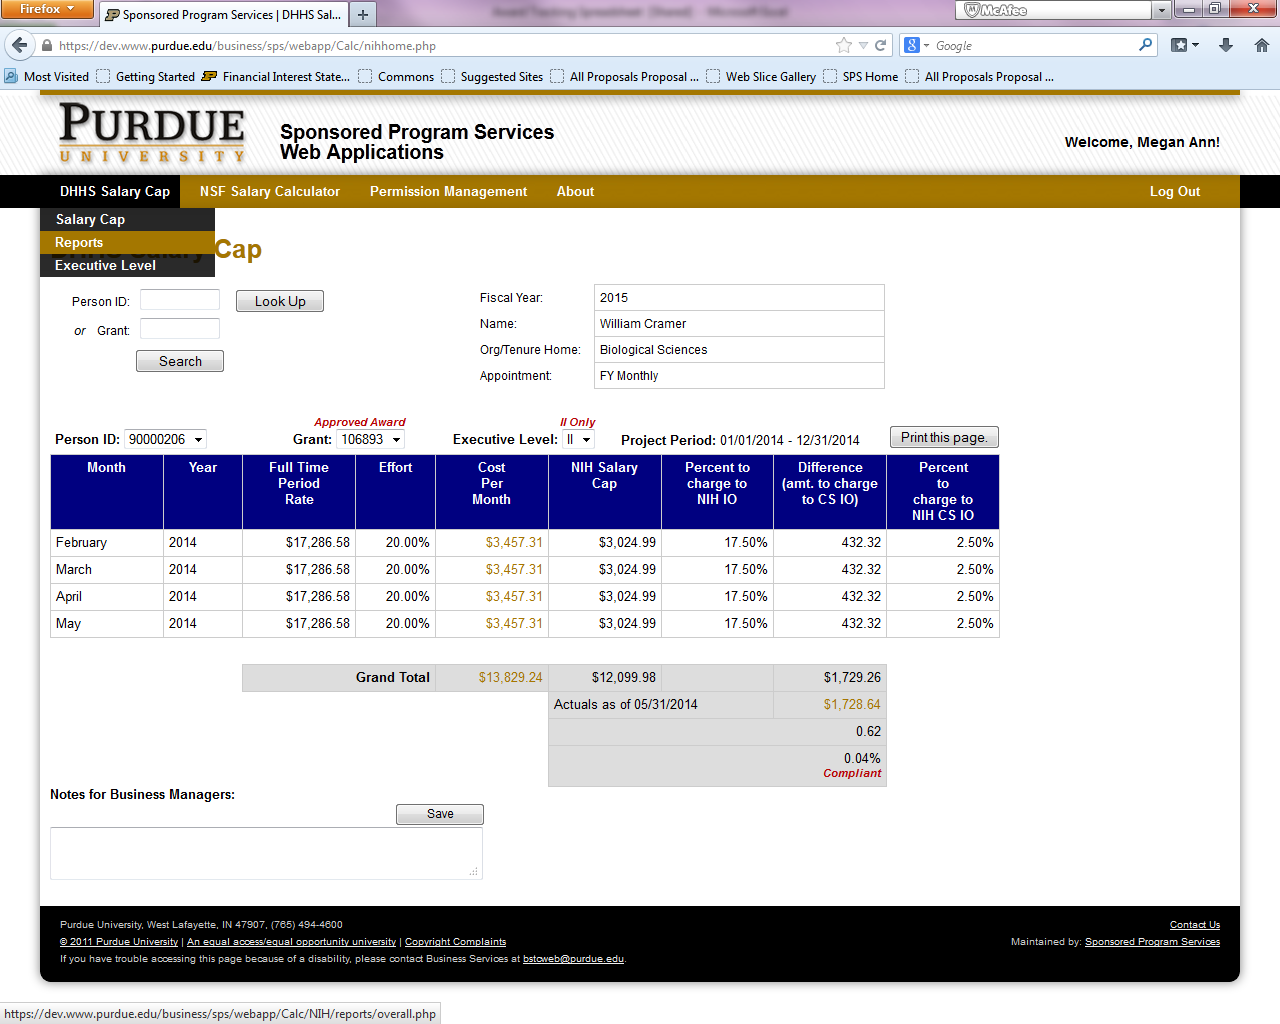 Firefox
Sponsored Program Services | DHHS Sal...
McAfee
https://dev.www.purdue.edu/business/sps/webapp/Calc/nihhome.php
Google
Most Visited Getting Started Financial Interest State... Commons Suggested Sites All Proposals Proposal ... Web Slice Gallery SPS Home All Proposals Proposal ...
PURDUE
UNIVERSITY
Sponsored Program Services
Web Applications
Welcome, Megan Ann!
DHHS Salary Cap NSF Salary Calculator Permission Management About Log Out
Salary Cap
Reports
Executive Level
Cap
Person ID: Look Up
or Grant:
Search
Fiscal Year: 2015
Name: William Cramer
Org/Tenure Home: Biological Sciences
Appointment: FY Monthly
Approved Award II Only
Person ID: 90000206 Grant: 106893 Executive Level: II Project Period: 01/01/2014 - 12/31/2014 Print this page.
Month Year Full Time Period Rate Effort Cost Per Month NIH Salary Cap Percent to charge to NIH IO Difference (amt. to charge to CS IO) Percent to charge to NIH CS IO
February 2014 $17,286.58 20.00% $3,457.31 $3,024.99 17.50% 432.32 2.50%
March 2014 $17,286.58 20.00% $3,457.31 $3,024.99 17.50% 432.32 2.50%
April 2014 $17,286.58 20.00% $3,457.31 $3,024.99 17.50% 432.32 2.50%
May 2014 $17,286.58 20.00% $3,457.31 $3,024.99 17.50% 432.32 2.50%
Grand Total $13,829.24 $12,099.98 $1,729.26
Actuals as of 05/31/2014 $1,728.64
0.62
0.04%
Compliant
Notes for Business Managers:
Save
Purdue University, West Lafayette, IN 47907, (765) 494-4600
Contact Us
© 2011 Purdue University | An equal access/equal opportunity university | Copyright Complaints
Maintained by: Sponsored Program Services
If you have trouble accessing this page because of a disability, please contact Business Services at bstcweb@purdue.edu.
https://dev.www.purdue.edu/business/sps/webapp/Calc/NIH/reports/overall.php